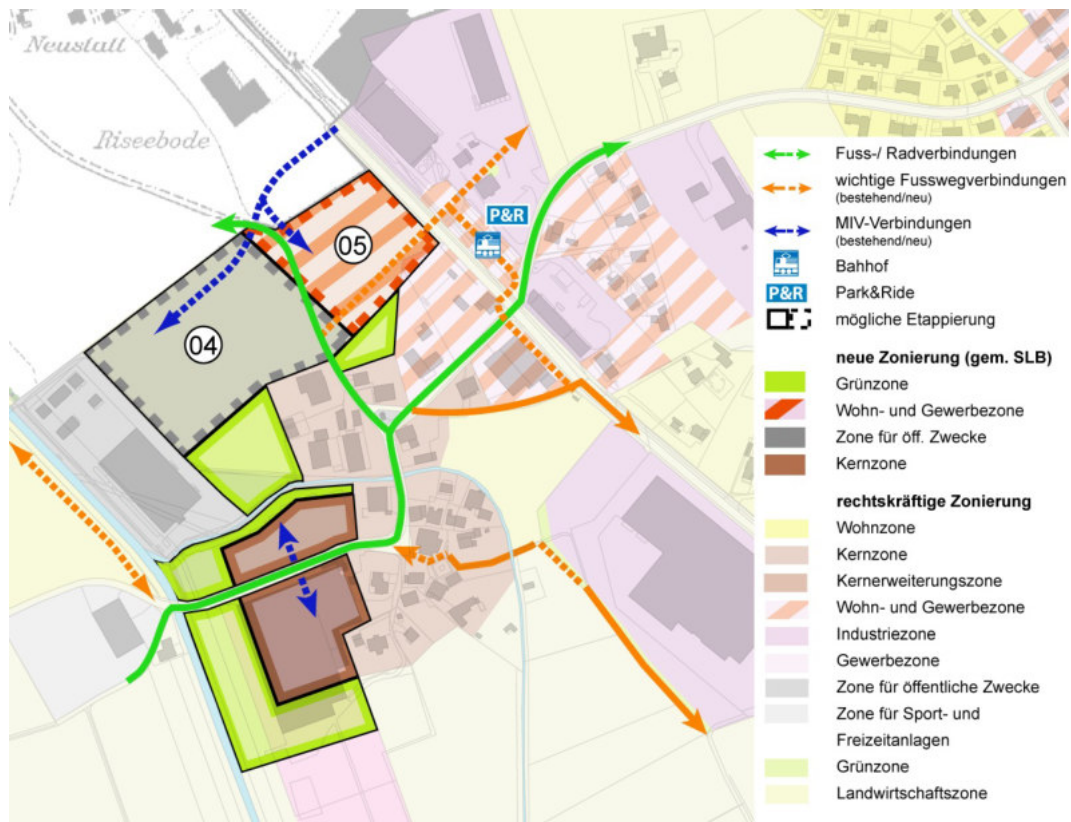 Neustatt
Riseebode
05
04
P&R
Fuss-/ Radverbindungen
wichtige Fusswegverbindungen
(bestehend/neu)
MIV-Verbindungen
(bestehend/neu)
Bahhof
P&R Park&Ride
mögliche Etappierung
neue Zonierung (gem. SLB)
Grünzone
Wohn- und Gewerbezone
Zone für öff. Zwecke
Kernzone
rechtskräftige Zonierung
Wohnzone
Kernzone
Kernerweiterungszone
Wohn- und Gewerbezone
Industriezone
Gewerbezone
Zone für öffentliche Zwecke
Zone für Sport- und
Freizeitanlagen
Grünzone
Landwirtschaftszone